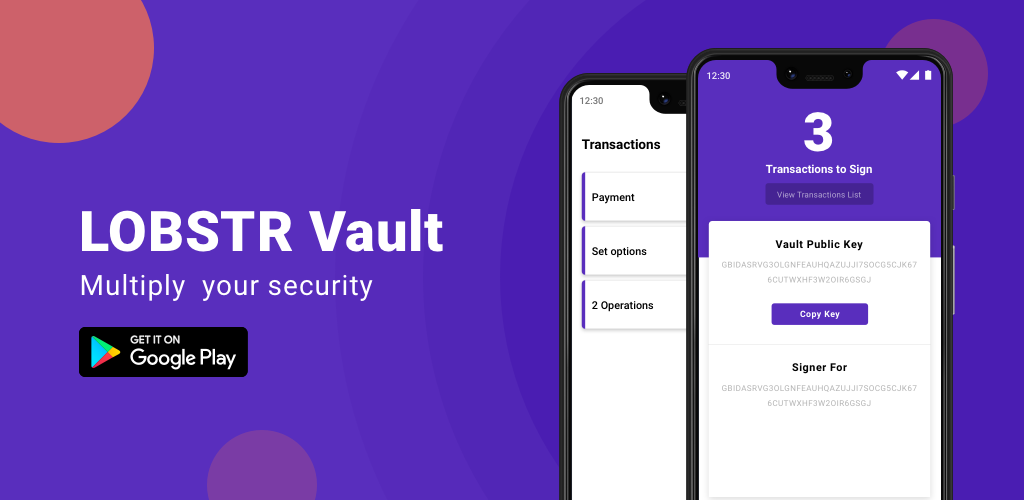 LOBSTR Vault
Multiply your security
GET IT ON
Google Play
12:30
Transactions
Payment
Set options
2 Operations
12:30
3
Transactions to Sign
View Transactions List
Vault Public Key
GBIDASRVG3OLGNFEAUHQAZUJJI7SOCG5CJK67
6CUTWXHF3W2OIR6GSGJ
Copy Key
Signer For
GBIDASRVG3OLGNFEAUHQAZUJJI7SOCG5CJK67
6CUTWXHF3W2OIR6GSGJ